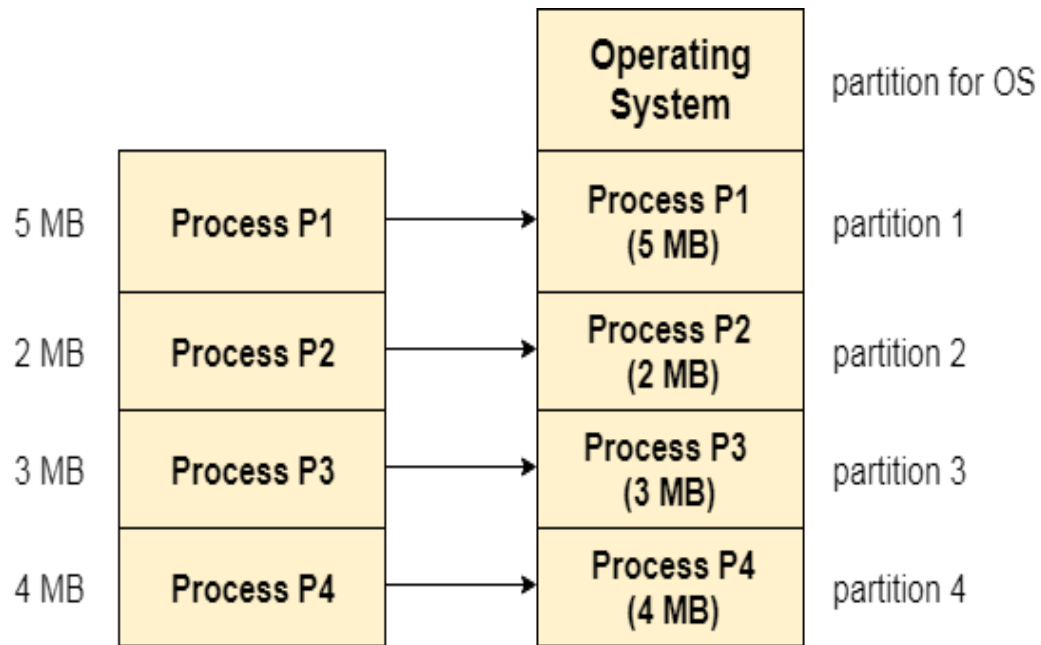 Operating
System
partition for OS
5 MB
Process P1
Process P1
(5 MB)
partition 1
2 MB
Process P2
Process P2
(2 MB)
partition 2
3 MB
Process P3
Process P3
(3 MB)
partition 3
4 MB
Process P4
Process P4
(4 MB)
partition 4